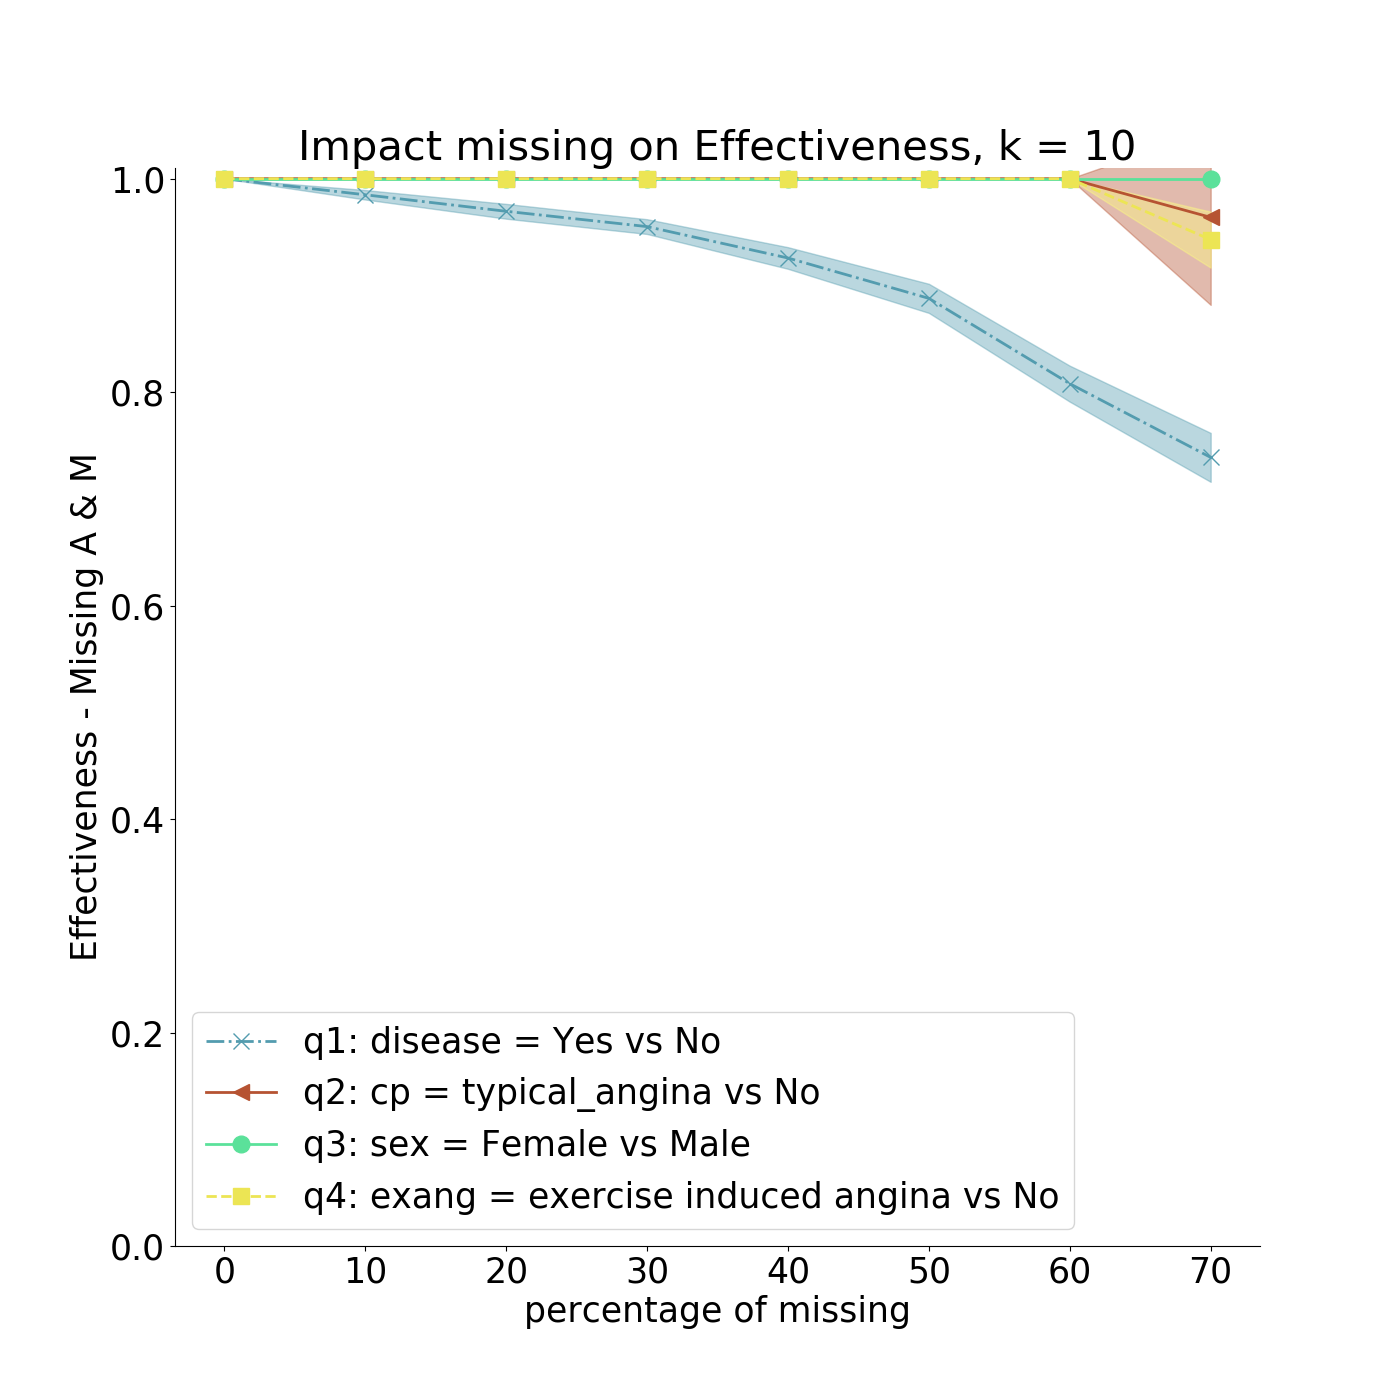 Impact missing on Effectiveness, k = 10
Effectiveness - Missing A & M
1.0
0.8
0.6
0.4
0.2
0.0
q1: disease = Yes vs No
q2: cp = typical_angina vs No
q3: sex = Female vs Male
q4: exang = exercise induced angina vs No
0 10 20 30 40 50 60 70
percentage of missing